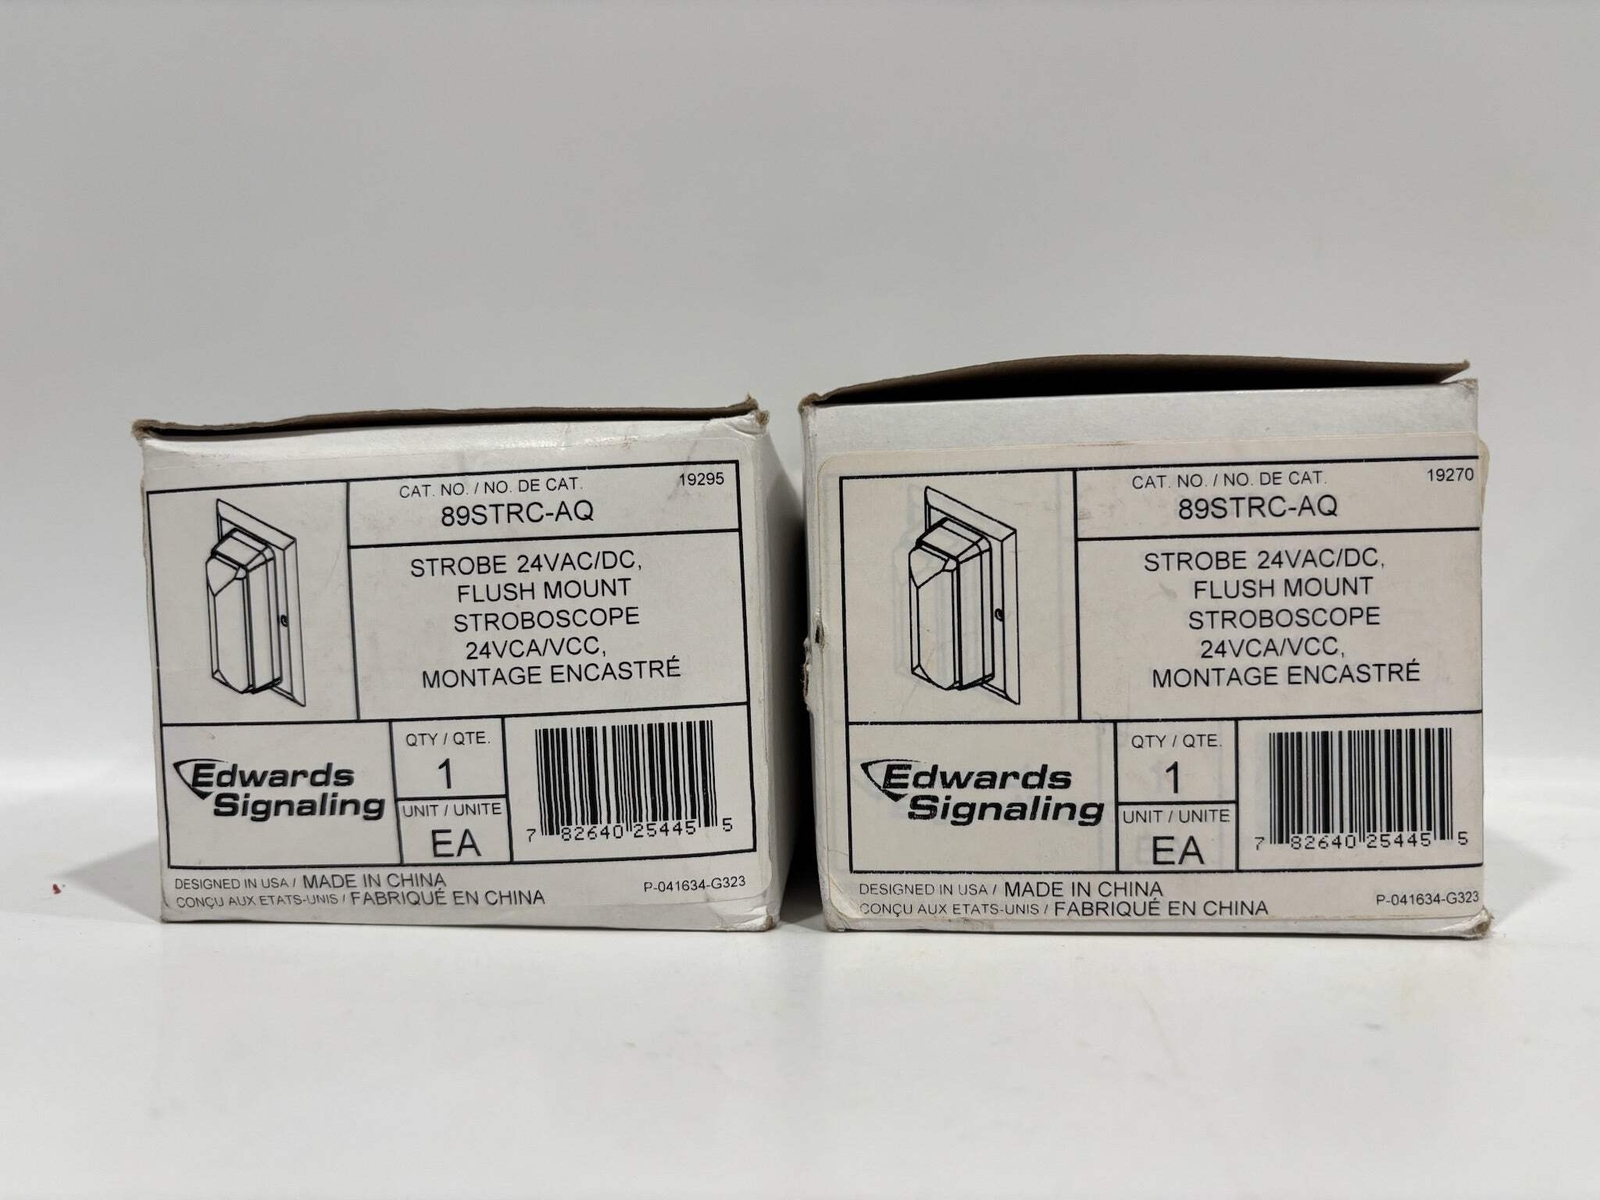 CAT. NO. / NO. DE CAT.
19295
89STRC-AQ
STROBE 24VAC/DC,
FLUSH MOUNT
STROBOSCOPE
24VCA/VCC,
MONTAGE ENCASTRÉ
Edwards
Signaling
QTY / QTE.
1
UNIT / UNITE
EA
7 82640 25445 5
DESIGNED IN USA / MADE IN CHINA
CONÇU AUX ETATS-UNIS / FABRIQUÉ EN CHINA
P-041634-G323
CAT. NO. / NO. DE CAT.
19270
89STRC-AQ
STROBE 24VAC/DC,
FLUSH MOUNT
STROBOSCOPE
24VCA/VCC,
MONTAGE ENCASTRÉ
Edwards
Signaling
QTY / QTE.
1
UNIT / UNITE
EA
7 82640 25445 5
DESIGNED IN USA / MADE IN CHINA
CONÇU AUX ETATS-UNIS / FABRIQUÉ EN CHINA
P-041634-G323